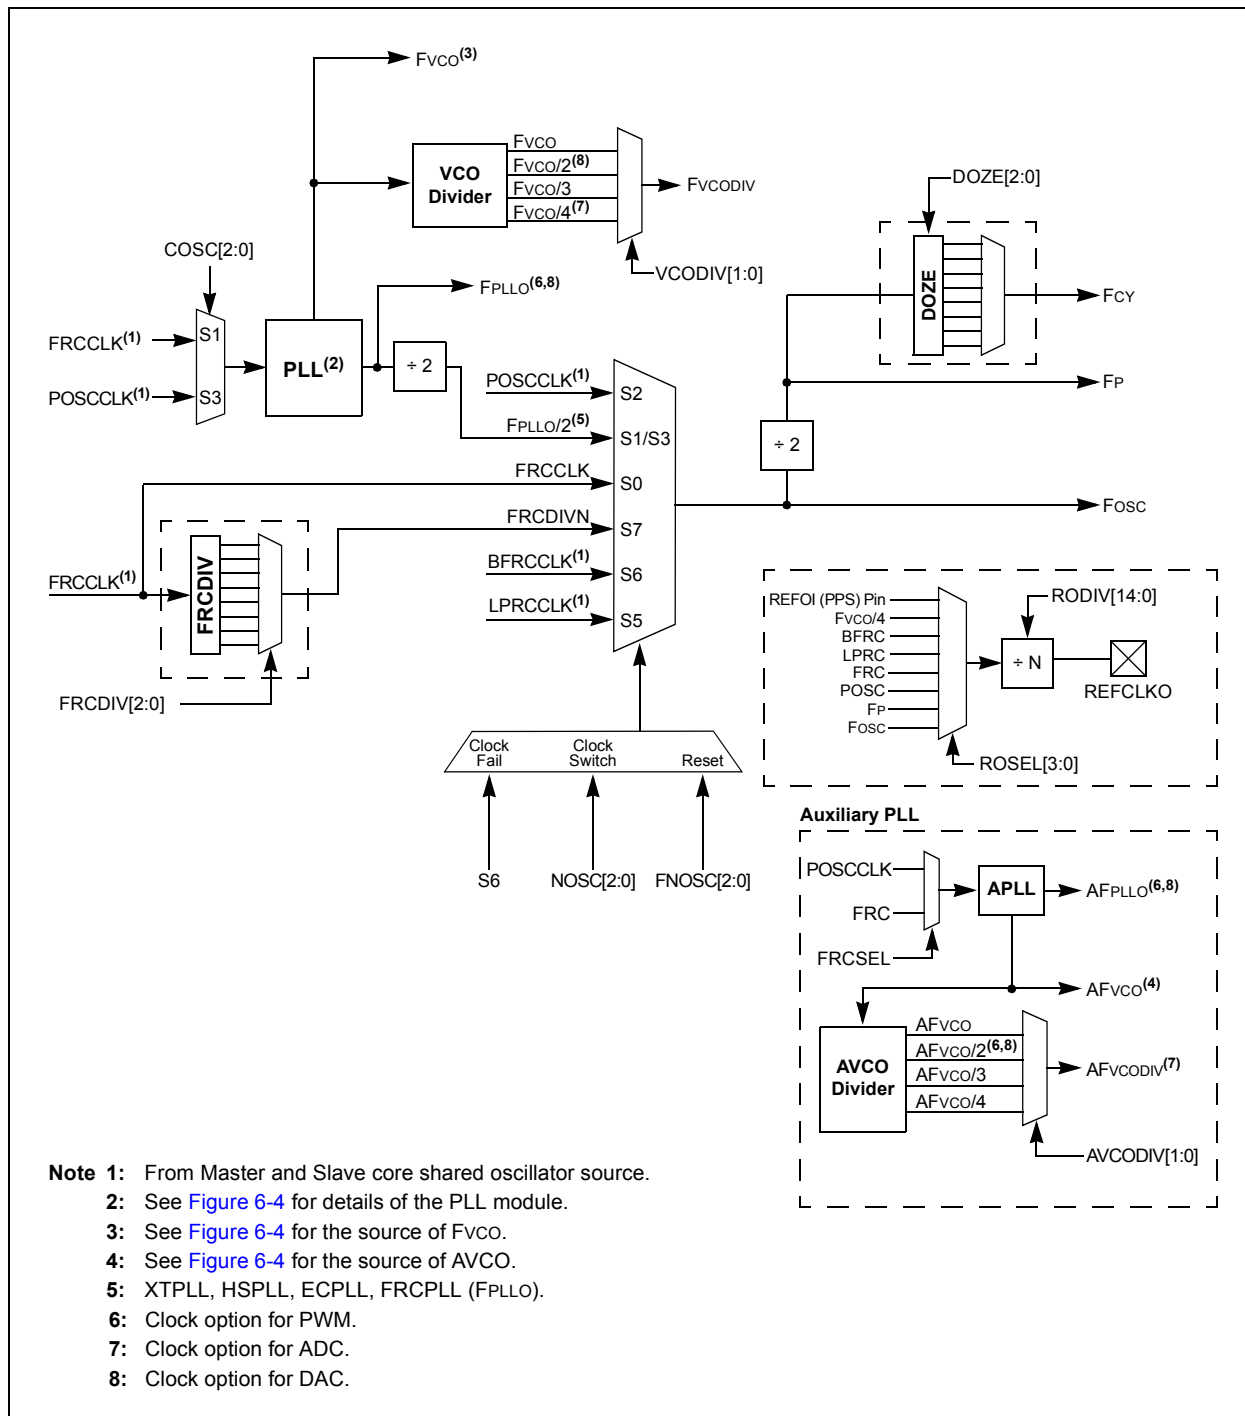 FVCO(3)
VCO
Divider
FVCO
FVCO/2(8)
FVCO/3
FVCO/4(7)
FVCODIV
VCODIV[1:0]
DOZE[2:0]
DOZE
FCY
COSC[2:0]
FRCCLK(1)
S1
POSCCLK(1)
S3
PLL(2)
FPLLO(6,8)
÷ 2
POSCCLK(1)
S2
FPLLO/2(5)
S1/S3
FRCCLK
S0
FRCDIVN
S7
BFRCCLK(1)
S6
LPRCCLK(1)
S5
FP
÷ 2
FOSC
FRCCLK(1)
FRCDIV
FRCDIV[2:0]
Clock
Fail
Clock
Switch
Reset
S6
NOSC[2:0]
FNOSC[2:0]
REFOI (PPS) Pin
FVCO/4
BFRC
LPRC
FRC
POSC
FP
FOSC
RODIV[14:0]
÷ N
REFCLKO
ROSEL[3:0]
Auxiliary PLL
POSCCLK
FRC
FRCSEL
APLL
AFPLLO(6,8)
AFVCO(4)
AVCO
Divider
AFVCO
AFVCO/2(6,8)
AFVCO/3
AFVCO/4
AFVCODIV(7)
AVCODIV[1:0]
Note 1: From Master and Slave core shared oscillator source.
2: See Figure 6-4 for details of the PLL module.
3: See Figure 6-4 for the source of FVCO.
4: See Figure 6-4 for the source of AVCO.
5: XTPLL, HSPLL, ECPLL, FRCPLL (FPLLO).
6: Clock option for PWM.
7: Clock option for ADC.
8: Clock option for DAC.